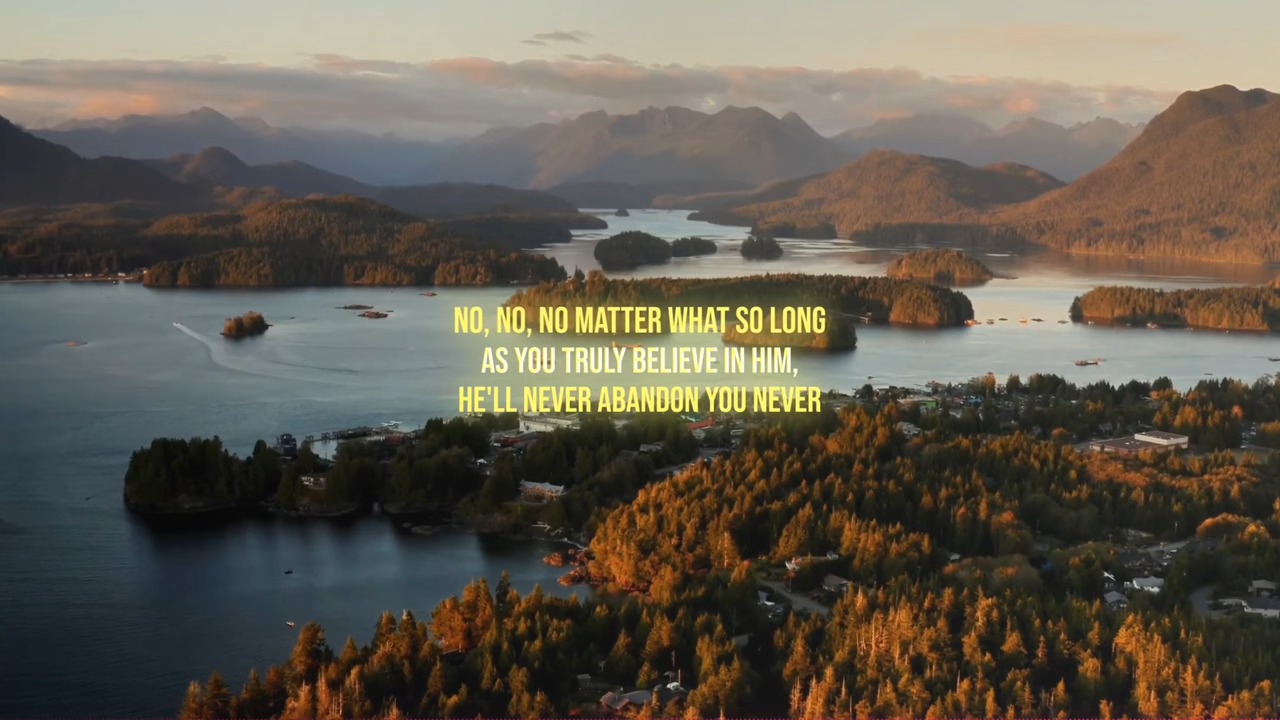 NO, NO, NO MATTER WHAT SO LONG
AS YOU TRULY BELIEVE IN HIM,
HE'LL NEVER ABANDON YOU NEVER